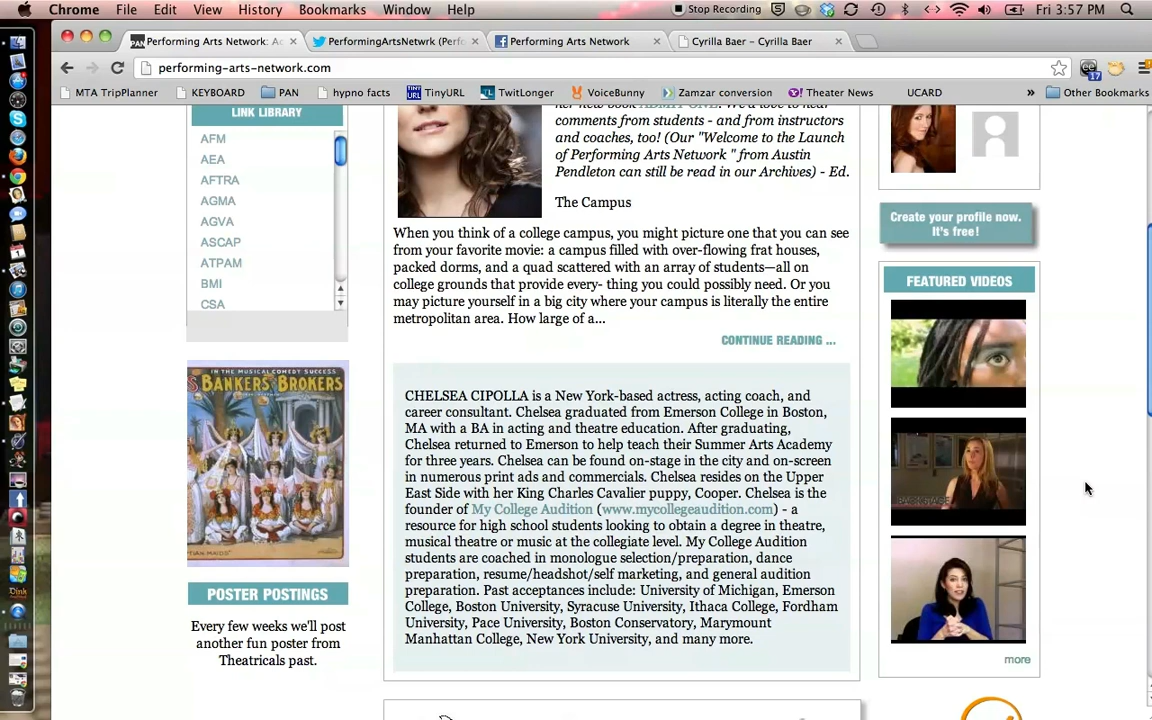 Chrome File Edit View History Bookmarks Window Help Stop Recording Fri 3:57 PM
PAN Performing Arts Network: Ac PerformingArtsNetwrk (Perfo Performing Arts Network Cyrilla Baer – Cyrilla Baer
performing-arts-network.com 17
MTA TripPlanner KEYBOARD PAN hypno facts TinyURL TwitLonger VoiceBunny Zamzar conversion Theater News UCARD » Other Bookmarks
LINK LIBRARY
AFM
AEA
AFTRA
AGMA
AGVA
ASCAP
ATPAM
BMI
CSA
IN THE MUSICAL COMEDY SUCCESS
BANKERS BROKERS
POSTER POSTINGS
Every few weeks we'll post
another fun poster from
Theatricals past.
her new book ADMIT ONE. We'd love to hear
comments from students - and from instructors
and coaches, too! (Our "Welcome to the Launch
of Performing Arts Network " from Austin
Pendleton can still be read in our Archives) - Ed.
The Campus
When you think of a college campus, you might picture one that you can see
from your favorite movie: a campus filled with over-flowing frat houses,
packed dorms, and a quad scattered with an array of students—all on
college grounds that provide every- thing you could possibly need. Or you
may picture yourself in a big city where your campus is literally the entire
metropolitan area. How large of a...
CONTINUE READING ...
CHELSEA CIPOLLA is a New York-based actress, acting coach, and
career consultant. Chelsea graduated from Emerson College in Boston,
MA with a BA in acting and theatre education. After graduating,
Chelsea returned to Emerson to help teach their Summer Arts Academy
for three years. Chelsea can be found on-stage in the city and on-screen
in numerous print ads and commercials. Chelsea resides on the Upper
East Side with her King Charles Cavalier puppy, Cooper. Chelsea is the
founder of My College Audition (www.mycollegeaudition.com) - a
resource for high school students looking to obtain a degree in theatre,
musical theatre or music at the collegiate level. My College Audition
students are coached in monologue selection/preparation, dance
preparation, resume/headshot/self marketing, and general audition
preparation. Past acceptances include: University of Michigan, Emerson
College, Boston University, Syracuse University, Ithaca College, Fordham
University, Pace University, Boston Conservatory, Marymount
Manhattan College, New York University, and many more.
Create your profile now.
It's free!
FEATURED VIDEOS
BACKSTAGE
more